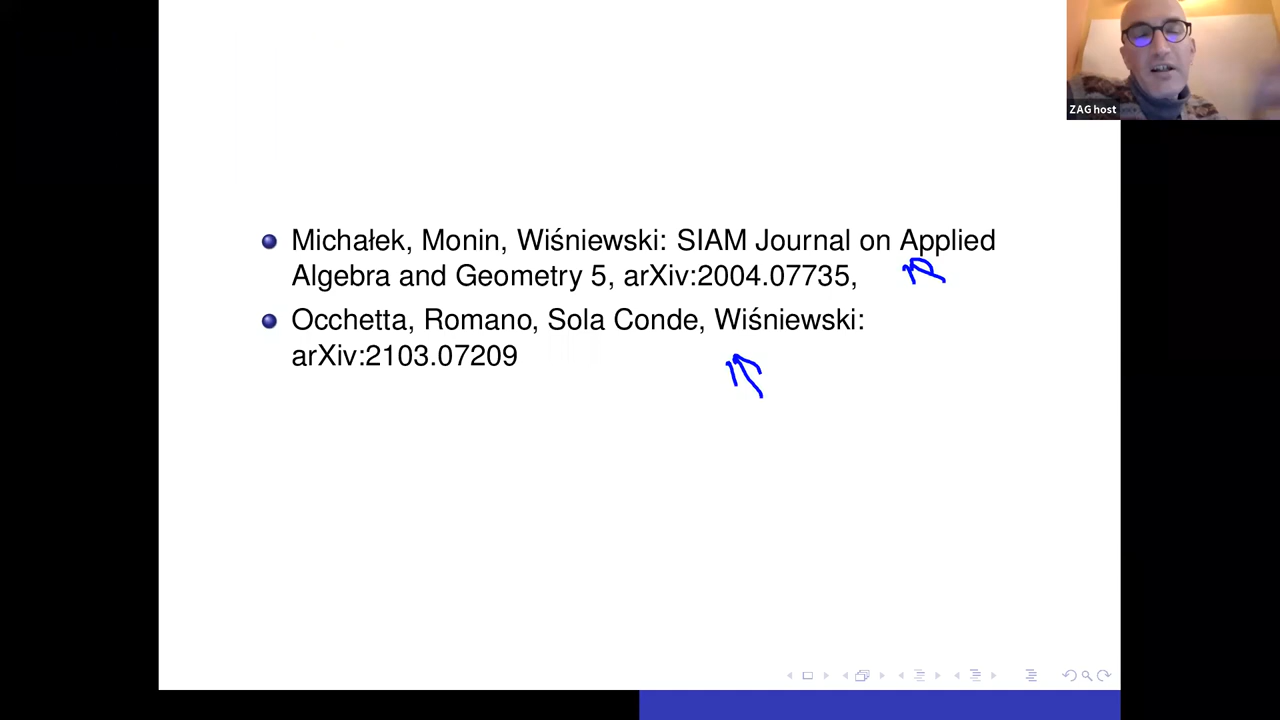 ZAG host
Michałek, Monin, Wiśniewski: SIAM Journal on Applied
Algebra and Geometry 5, arXiv:2004.07735,
Occhetta, Romano, Sola Conde, Wiśniewski:
arXiv:2103.07209